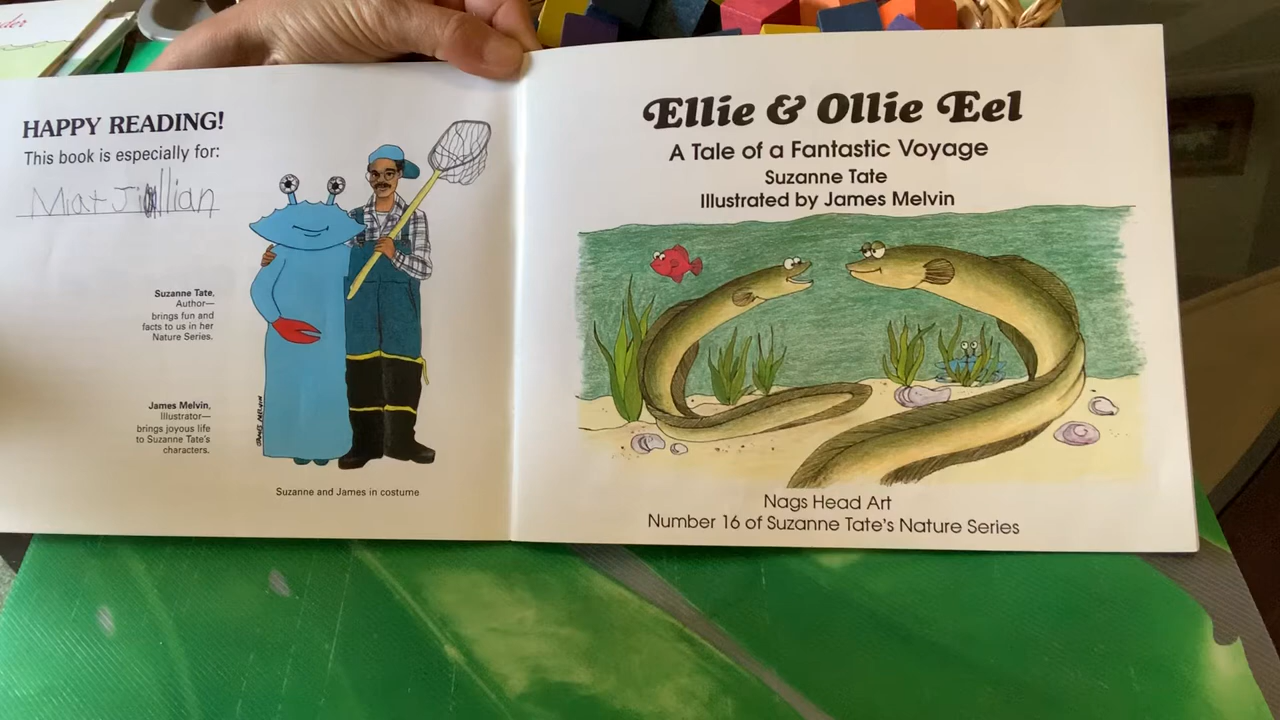 HAPPY READING!
This book is especially for:
Mia + Jillian
Suzanne Tate,
Author—
brings fun and
facts to us in her
Nature Series.
James Melvin,
Illustrator—
brings joyous life
to Suzanne Tate's
characters.
JAMES MELVIN
Suzanne and James in costume
Ellie & Ollie Eel
A Tale of a Fantastic Voyage
Suzanne Tate
Illustrated by James Melvin
Nags Head Art
Number 16 of Suzanne Tate's Nature Series